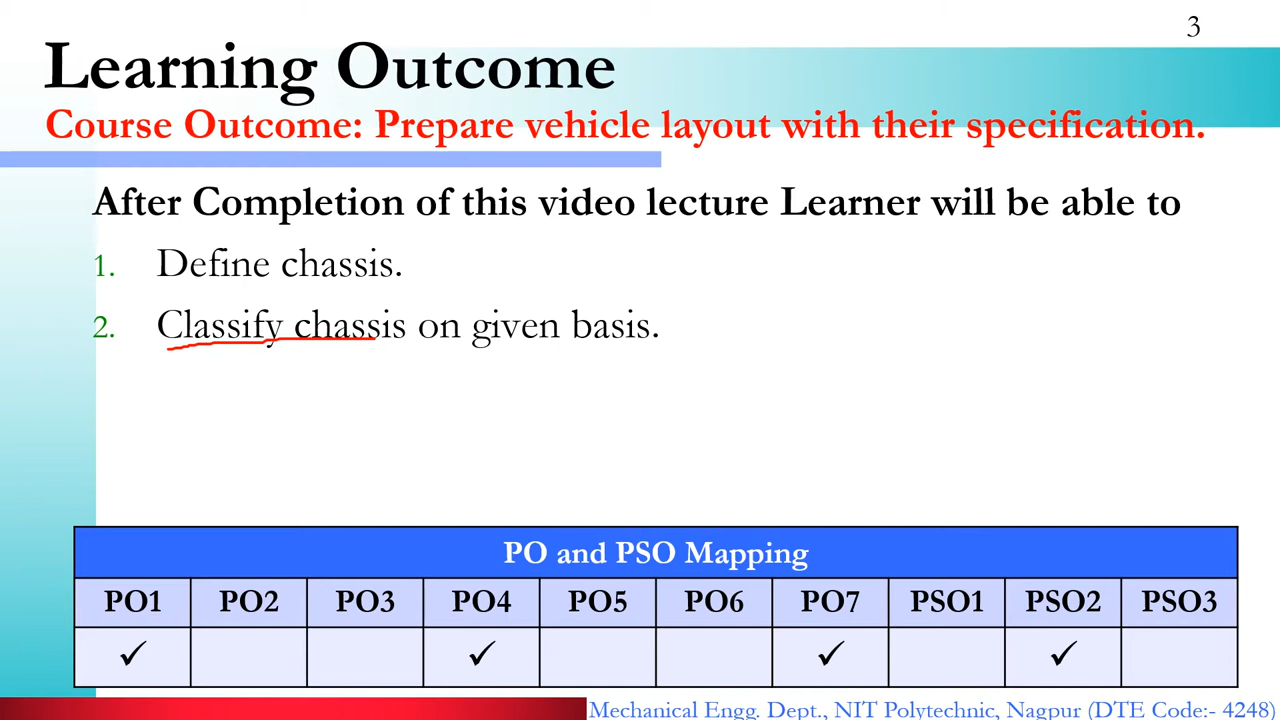 3
Learning Outcome
Course Outcome: Prepare vehicle layout with their specification.
After Completion of this video lecture Learner will be able to
1. Define chassis.
2. Classify chassis on given basis.
PO and PSO Mapping
PO1 PO2 PO3 PO4 PO5 PO6 PO7 PSO1 PSO2 PSO3
✓ ✓ ✓ ✓
Mechanical Engg. Dept., NIT Polytechnic, Nagpur (DTE Code:- 4248)